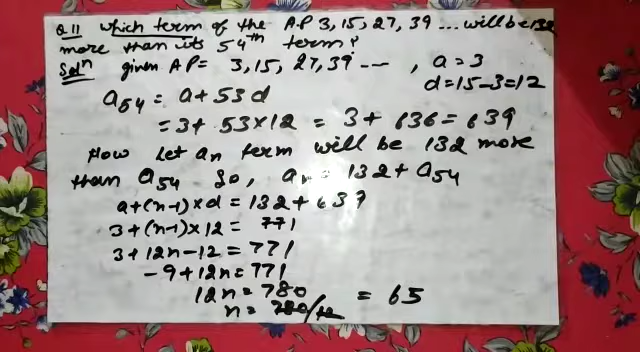 Q11 which term of the A.P 3, 15, 27, 39 ... will be 132
more than its 54th term?
Soln given AP = 3, 15, 27, 39 --- , a = 3
d = 15-3 = 12
a54 = a + 53d
= 3 + 53×12 = 3 + 636 = 639
Now Let an term will be 132 more
than a54 So, an = 132 + a54
a+(n-1)×d = 132 + 639
3+(n-1)×12 = 771
3+12n-12 = 771
-9+12n = 771
12n = 780
n = 780/12 = 65